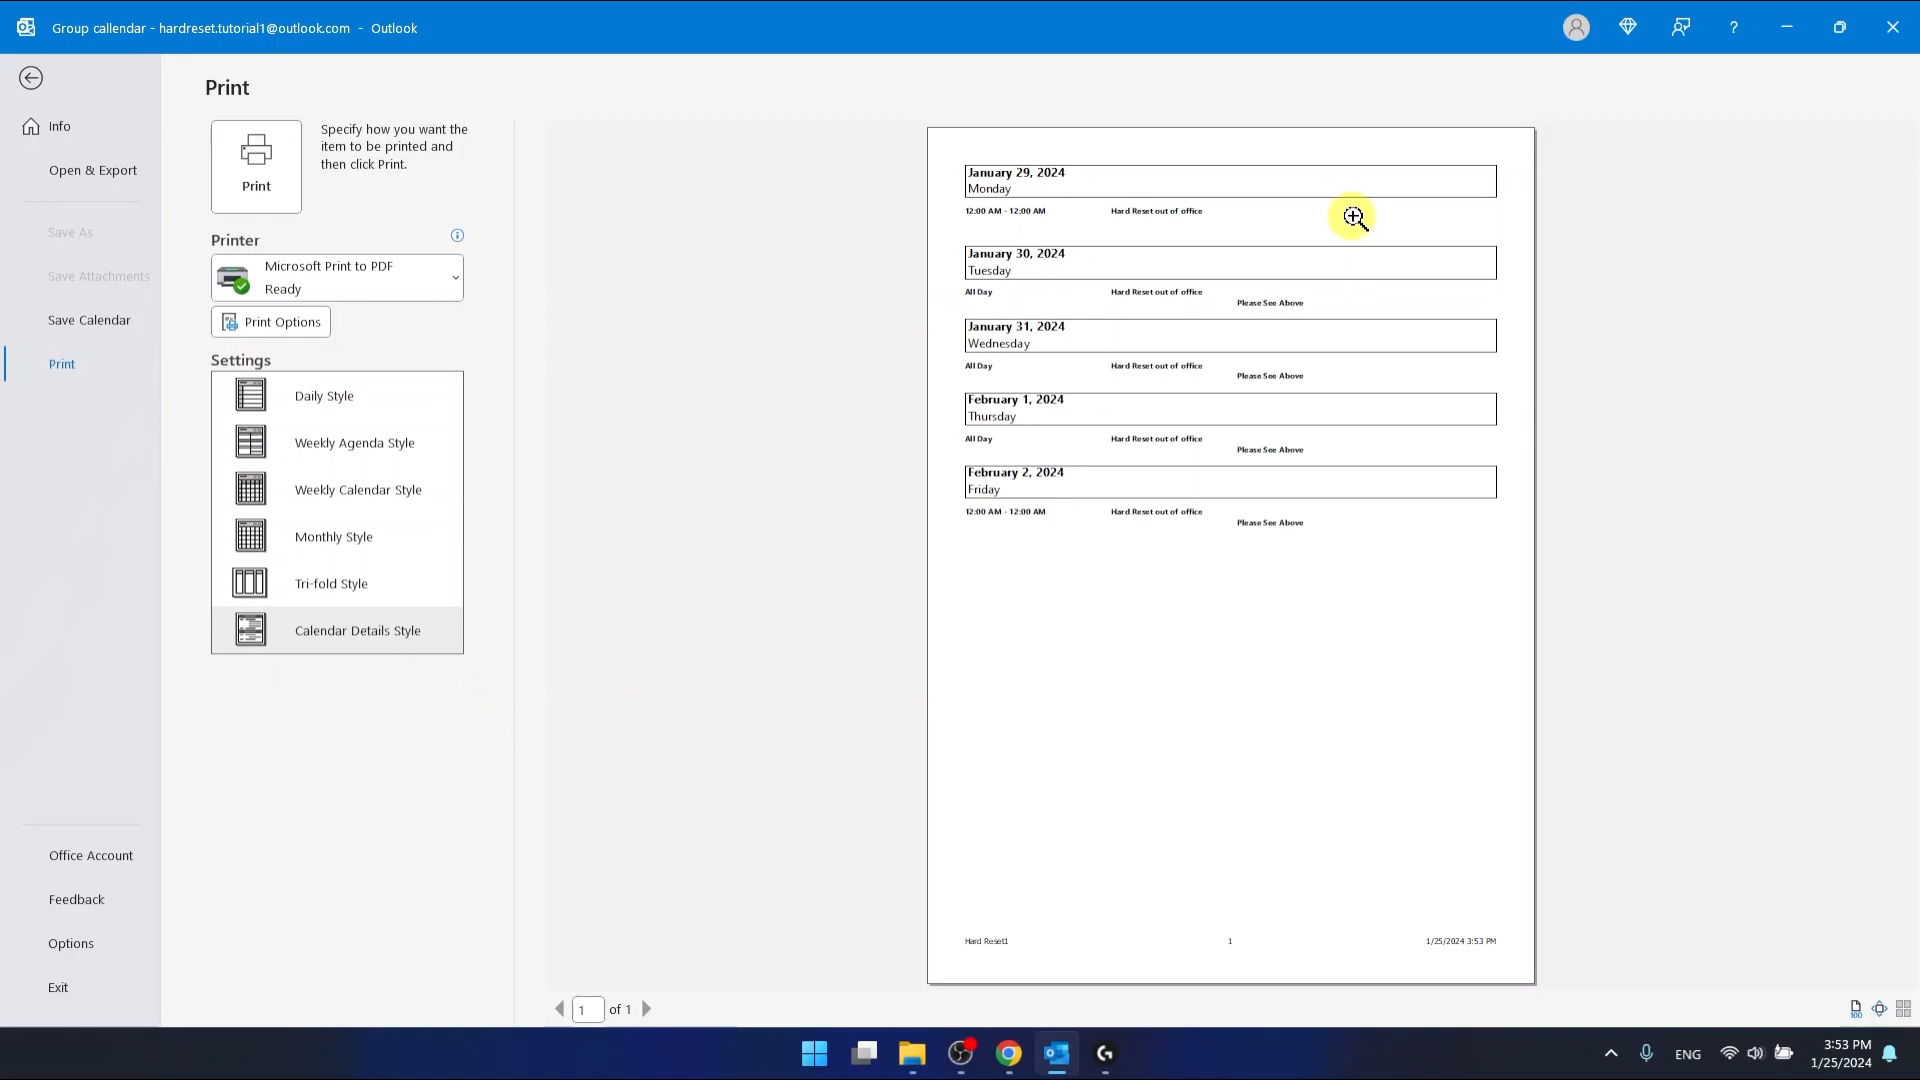 Group callendar - hardreset.tutorial1@outlook.com - Outlook
?
Info
Open & Export
Save As
Save Attachments
Save Calendar
Print
Office Account
Feedback
Options
Exit
Print
Print
Specify how you want the
item to be printed and
then click Print.
Printer
Microsoft Print to PDF
Ready
Print Options
Settings
Daily Style
Weekly Agenda Style
Weekly Calendar Style
Monthly Style
Tri-fold Style
Calendar Details Style
January 29, 2024
Monday
12:00 AM - 12:00 AM Hard Reset out of office
January 30, 2024
Tuesday
All Day Hard Reset out of office
Please See Above
January 31, 2024
Wednesday
All Day Hard Reset out of office
Please See Above
February 1, 2024
Thursday
All Day Hard Reset out of office
Please See Above
February 2, 2024
Friday
12:00 AM - 12:00 AM Hard Reset out of office
Please See Above
Hard Reset1 1 1/25/2024 3:53 PM
1 of 1
100
ENG
3:53 PM
1/25/2024